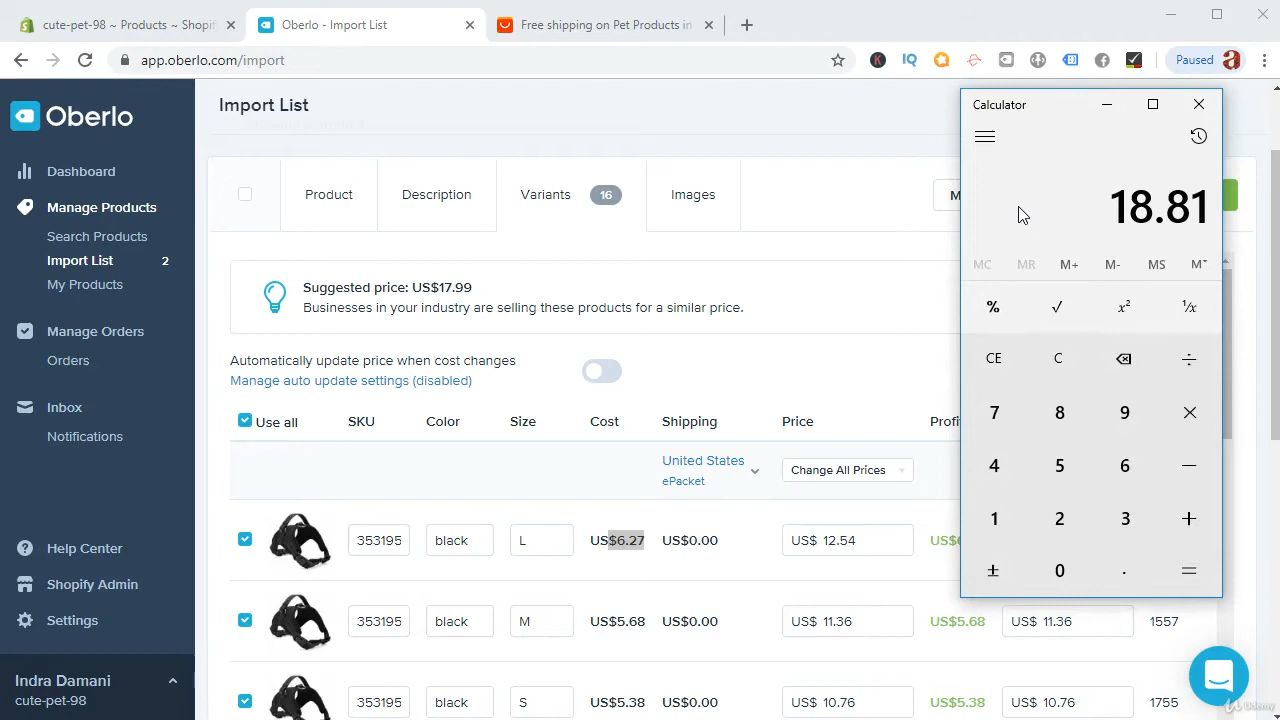 cute-pet-98 ~ Products ~ Shopif
Oberlo - Import List
Free shipping on Pet Products in
app.oberlo.com/import
Paused
Oberlo
Dashboard
Manage Products
Search Products
Import List 2
My Products
Manage Orders
Orders
Inbox
Notifications
Help Center
Shopify Admin
Settings
Indra Damani
cute-pet-98
Import List
Product Description Variants 16 Images
M
Suggested price: US$17.99
Businesses in your industry are selling these products for a similar price.
Automatically update price when cost changes
Manage auto update settings (disabled)
Use all SKU Color Size Cost Shipping Price Profi
United States
ePacket
Change All Prices
353195 black L US$6.27 US$0.00 US$ 12.54 US$
353195 black M US$5.68 US$0.00 US$ 11.36 US$5.68 US$ 11.36 1557
353195 black US$5.38 US$0.00 US$ 10.76 US$5.38 US$ 10.76 1755
Calculator
18.81
MC MR M+ M- MS M˅
% √ x² ¹/x
CE C ⌫ ÷
7 8 9 ×
4 5 6 −
1 2 3 +
± 0 . =
Udemy